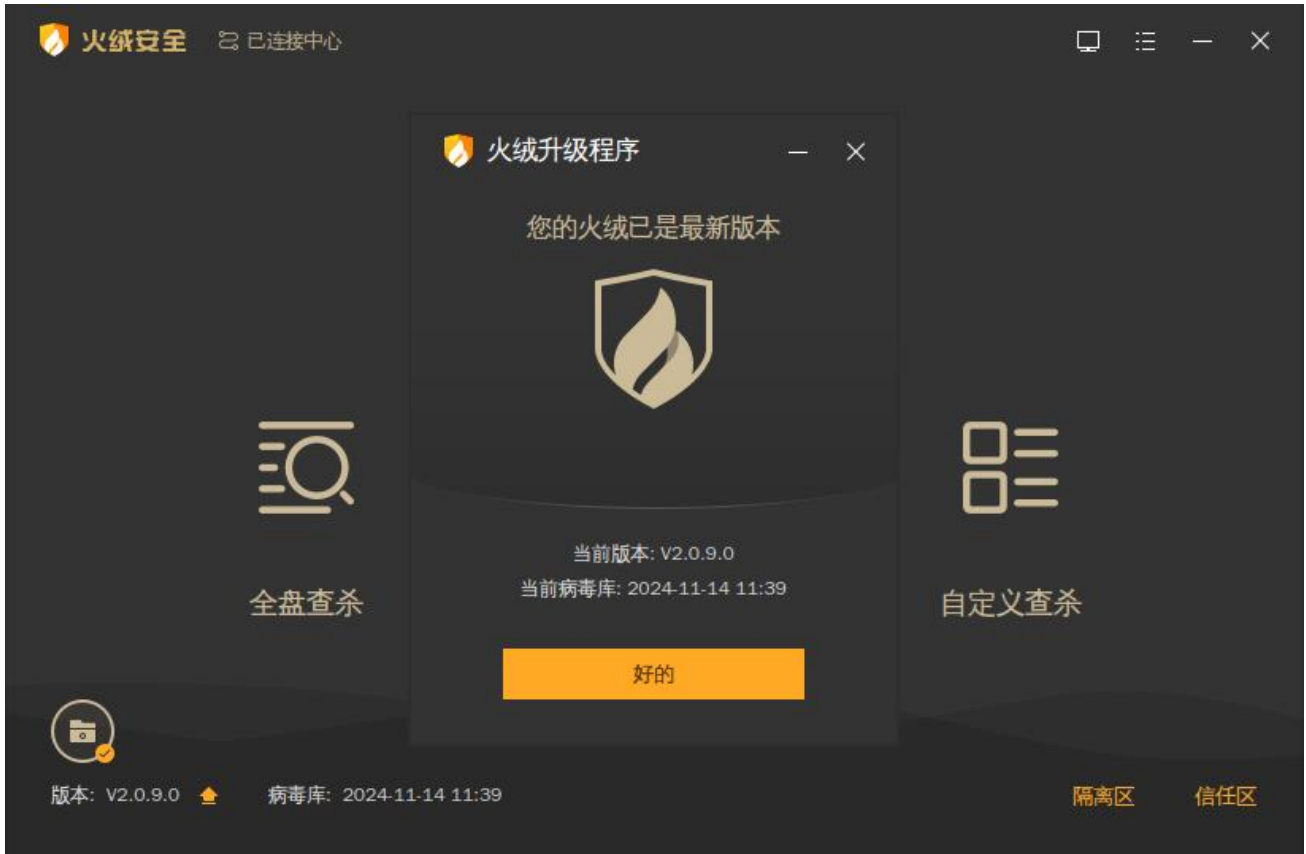 火绒安全 已连接中心
火绒升级程序
您的火绒已是最新版本
当前版本: V2.0.9.0
当前病毒库: 2024-11-14 11:39
好的
全盘查杀
自定义查杀
版本: V2.0.9.0 病毒库: 2024-11-14 11:39 隔离区 信任区